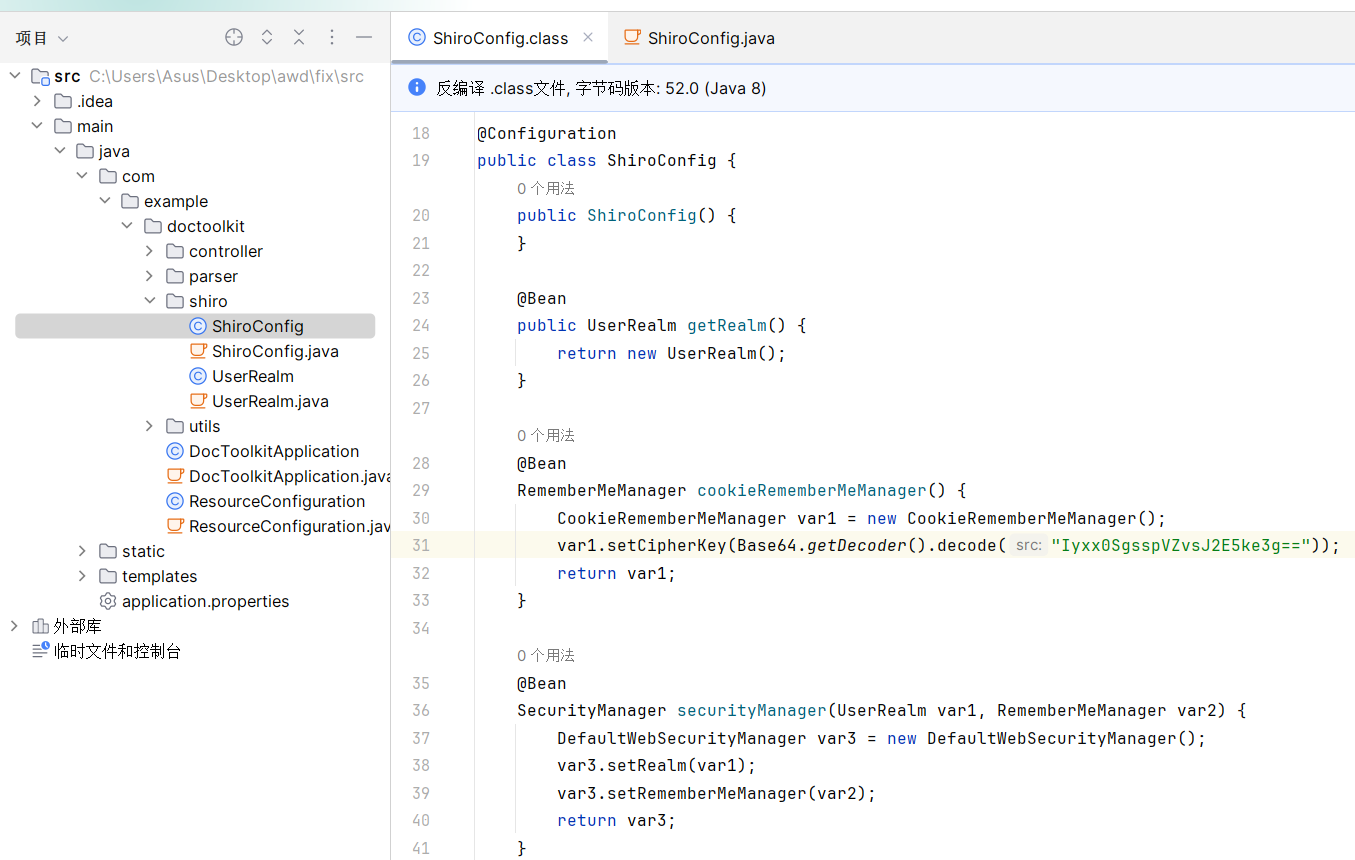 项目
src C:\Users\Asus\Desktop\awd\fix\src
.idea
main
java
com
example
doctoolkit
controller
parser
shiro
ShiroConfig
ShiroConfig.java
UserRealm
UserRealm.java
utils
DocToolkitApplication
DocToolkitApplication.java
ResourceConfiguration
ResourceConfiguration.jav
static
templates
application.properties
外部库
临时文件和控制台
ShiroConfig.class
ShiroConfig.java
反编译 .class文件, 字节码版本: 52.0 (Java 8)
18 @Configuration
19 public class ShiroConfig {
0 个用法
20 public ShiroConfig() {
21 }
22
23 @Bean
24 public UserRealm getRealm() {
25 return new UserRealm();
26 }
27
0 个用法
28 @Bean
29 RememberMeManager cookieRememberMeManager() {
30 CookieRememberMeManager var1 = new CookieRememberMeManager();
31 var1.setCipherKey(Base64.getDecoder().decode( src: "Iyxx0SgsspVZvsJ2E5ke3g=="));
32 return var1;
33 }
34
0 个用法
35 @Bean
36 SecurityManager securityManager(UserRealm var1, RememberMeManager var2) {
37 DefaultWebSecurityManager var3 = new DefaultWebSecurityManager();
38 var3.setRealm(var1);
39 var3.setRememberMeManager(var2);
40 return var3;
41 }